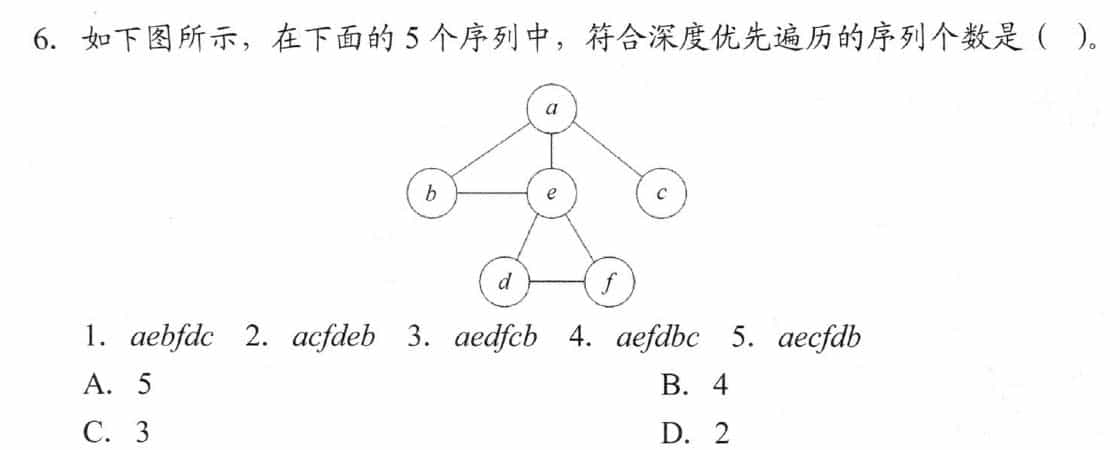 6. 如下图所示，在下面的 5 个序列中，符合深度优先遍历的序列个数是（ ）。
a
b e c
d f
1. aebfdc 2. acfdeb 3. aedfcb 4. aefdbc 5. aecfdb
A. 5 B. 4
C. 3 D. 2